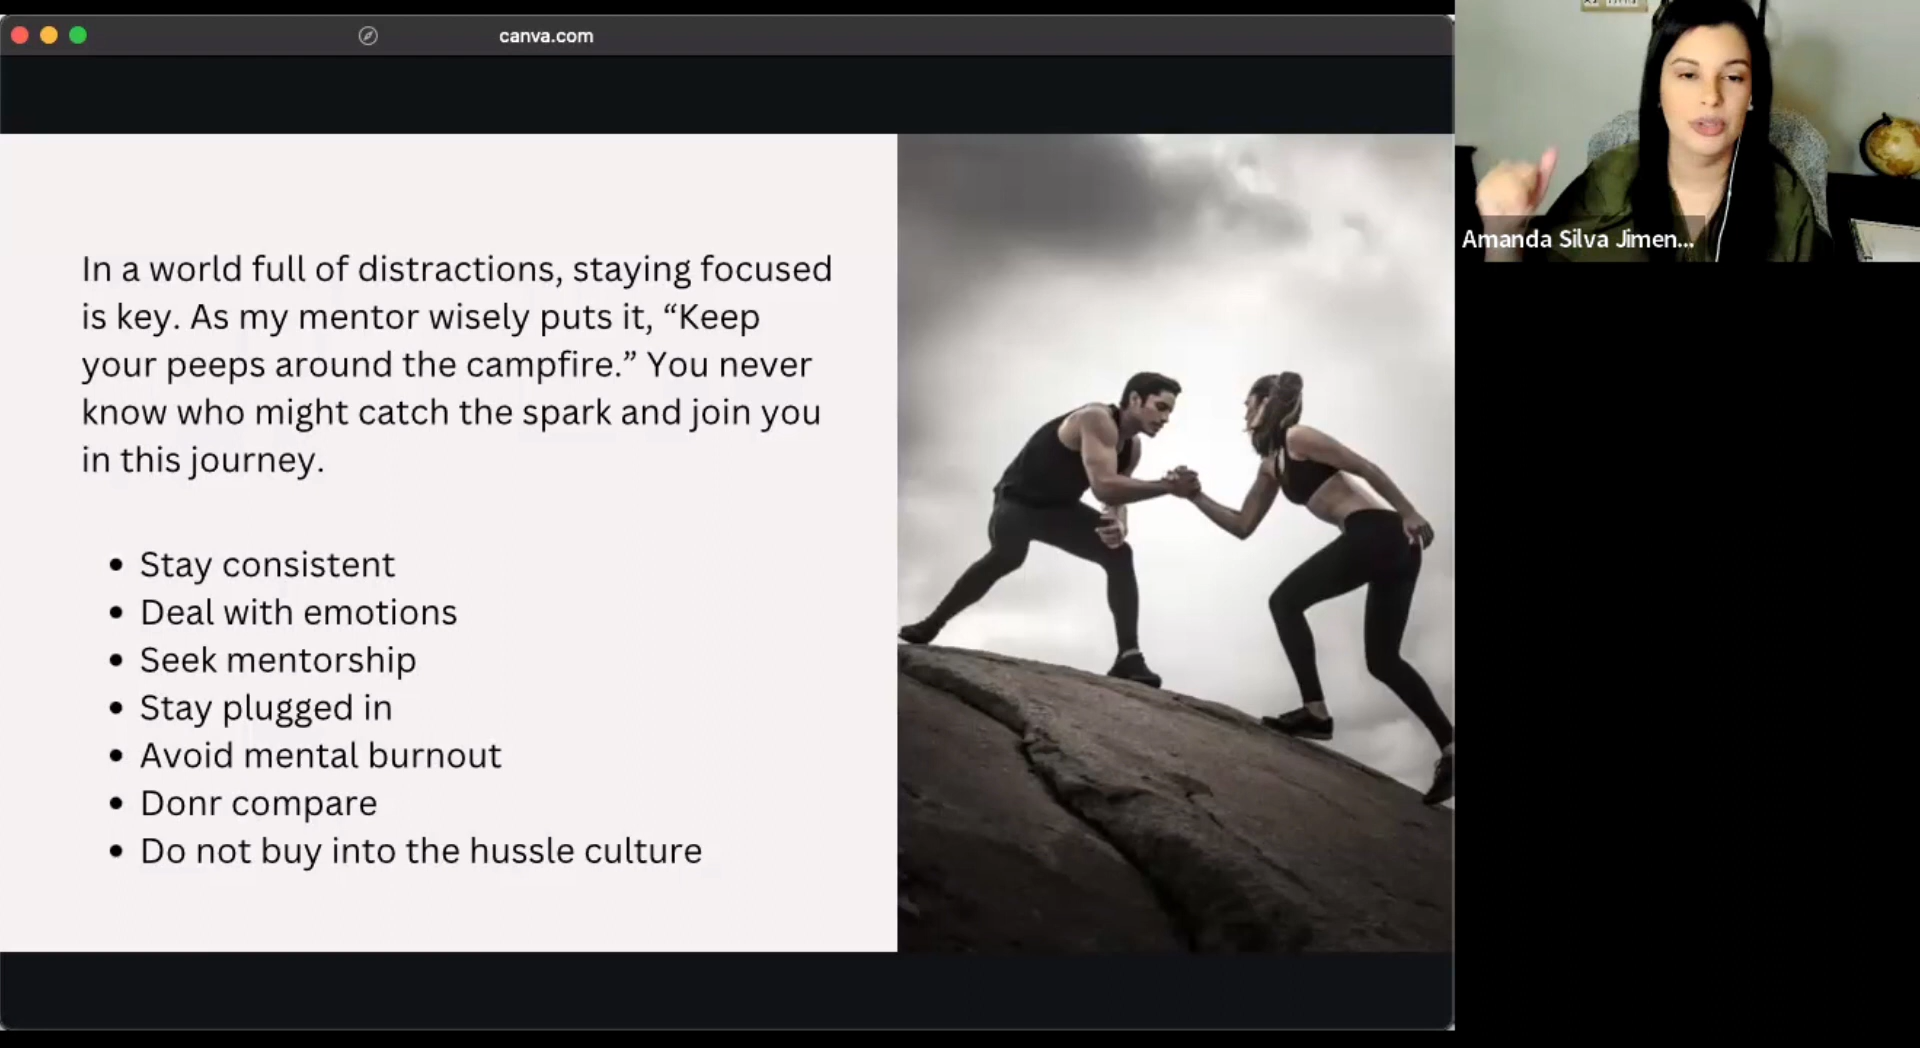 canva.com
In a world full of distractions, staying focused
is key. As my mentor wisely puts it, “Keep
your peeps around the campfire.” You never
know who might catch the spark and join you
in this journey.
• Stay consistent
• Deal with emotions
• Seek mentorship
• Stay plugged in
• Avoid mental burnout
• Donr compare
• Do not buy into the hussle culture
Amanda Silva Jimen...